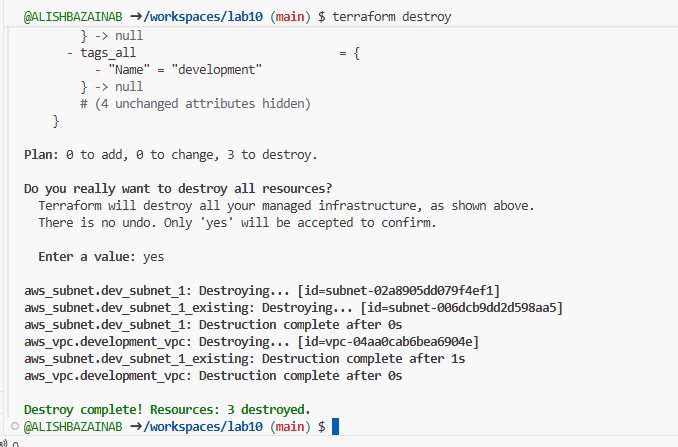 @ALISHBAZAINAB ➜/workspaces/lab10 (main) $ terraform destroy
} -> null
- tags_all = {
- "Name" = "development"
} -> null
# (4 unchanged attributes hidden)
}
Plan: 0 to add, 0 to change, 3 to destroy.
Do you really want to destroy all resources?
Terraform will destroy all your managed infrastructure, as shown above.
There is no undo. Only 'yes' will be accepted to confirm.
Enter a value: yes
aws_subnet.dev_subnet_1: Destroying... [id=subnet-02a8905dd079f4ef1]
aws_subnet.dev_subnet_1_existing: Destroying... [id=subnet-006dcb9dd2d598aa5]
aws_subnet.dev_subnet_1: Destruction complete after 0s
aws_vpc.development_vpc: Destroying... [id=vpc-04aa0cab6bea6904e]
aws_subnet.dev_subnet_1_existing: Destruction complete after 1s
aws_vpc.development_vpc: Destruction complete after 0s
Destroy complete! Resources: 3 destroyed.
@ALISHBAZAINAB ➜/workspaces/lab10 (main) $